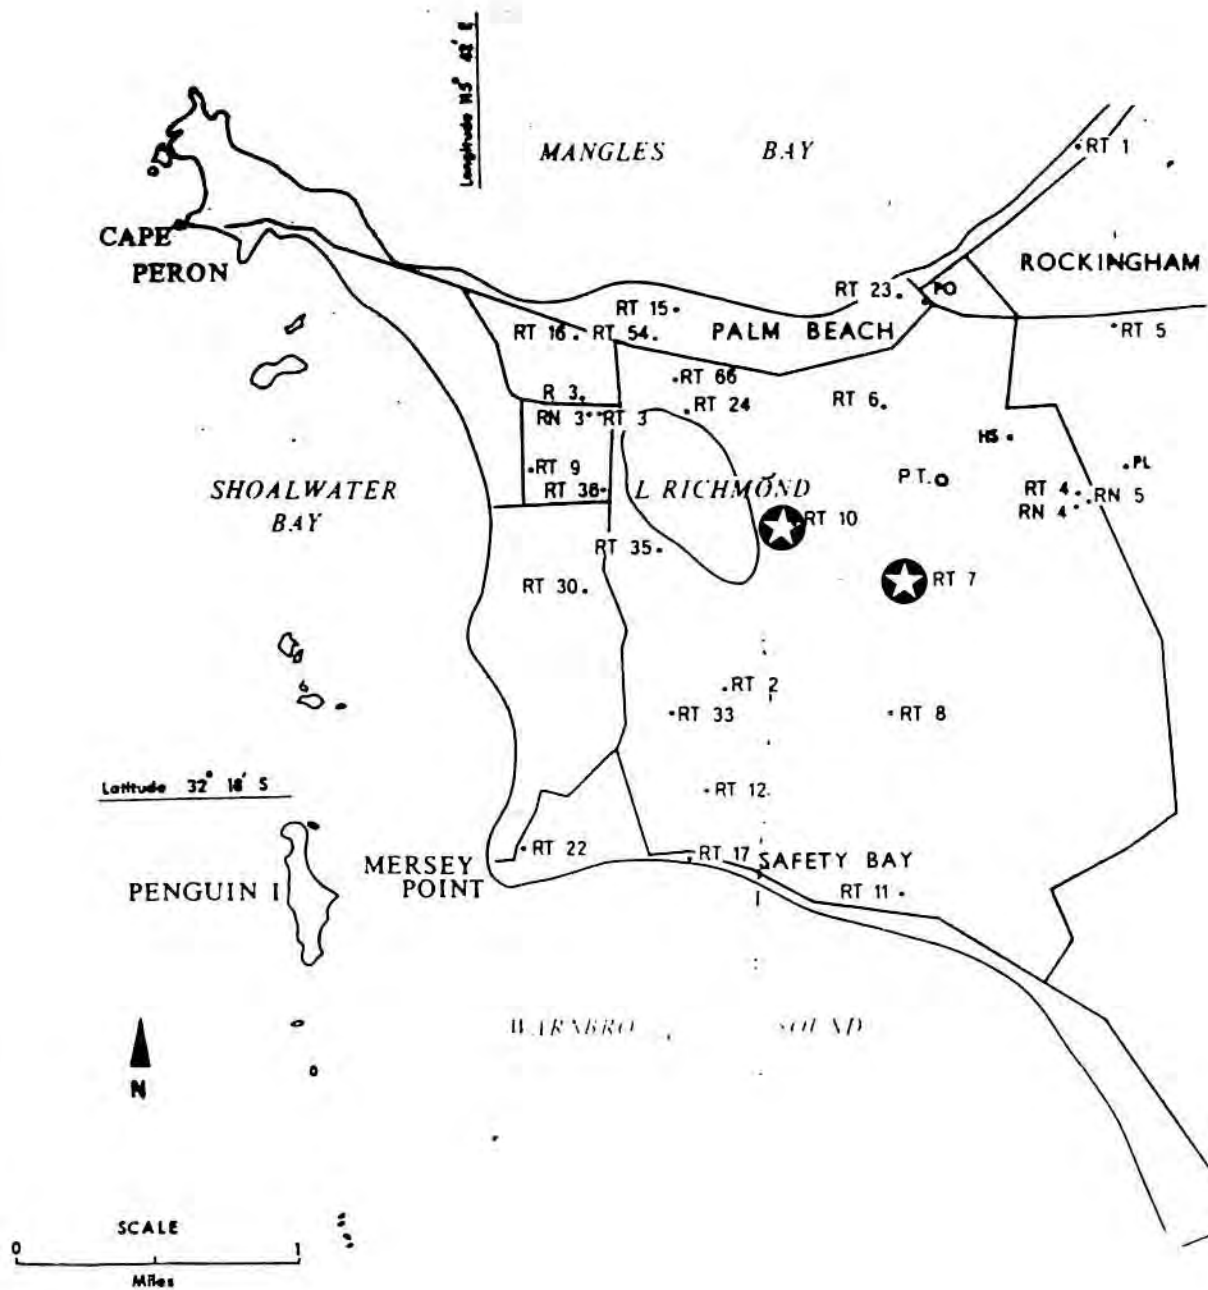 Longitude 115° 42' E
MANGLES BAY
RT 1
CAPE
PERON
ROCKINGHAM
RT 23
PO
RT 15
RT 16
RT 54
PALM BEACH
RT 5
RT 66
R 3
RT 24
RT 6
RN 3
RT 3
HS
RT 9
PL
SHOALWATER
BAY
RT 36
L RICHMOND
P.T.
RT 4
RN 5
RN 4
RT 10
RT 35
RT 7
RT 30
RT 2
RT 33
RT 8
Latitude 32° 18' S
RT 12
RT 22
RT 17
SAFETY BAY
MERSEY
POINT
PENGUIN I
RT 11
WARNBRO SOUND
N
SCALE
0 1
Miles